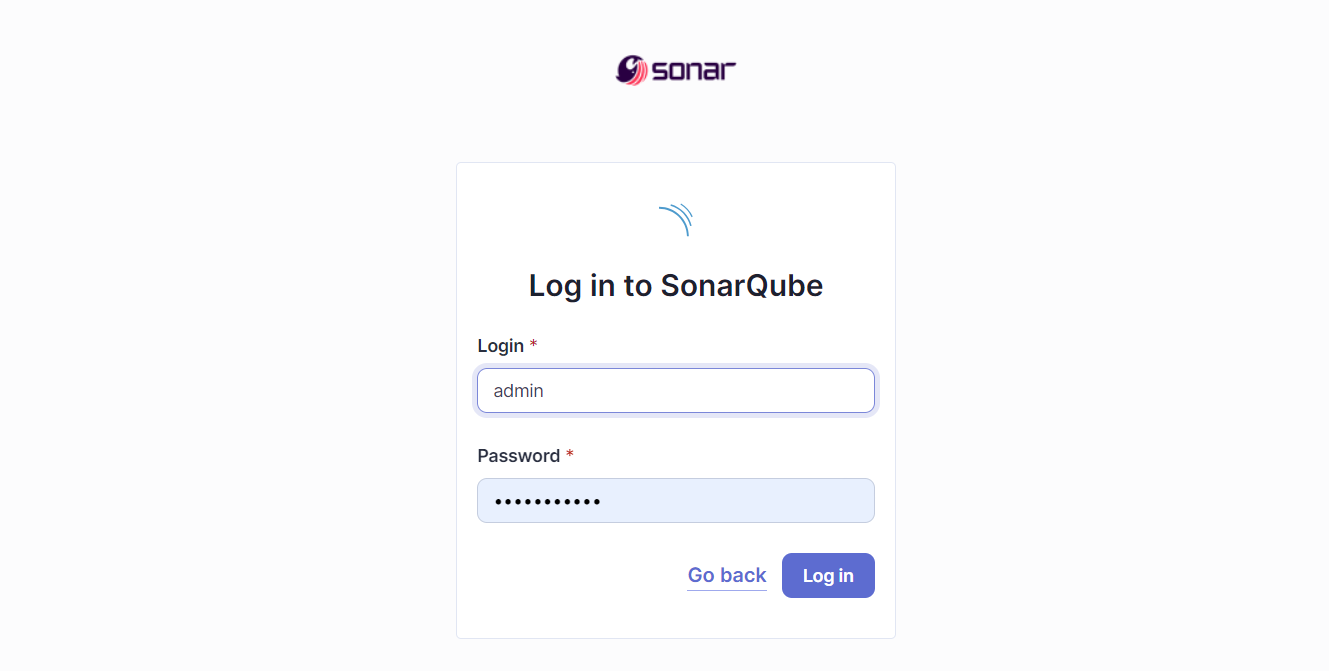 sonar
Log in to SonarQube
Login *
admin
Password *
•••••••••••
Go back Log in